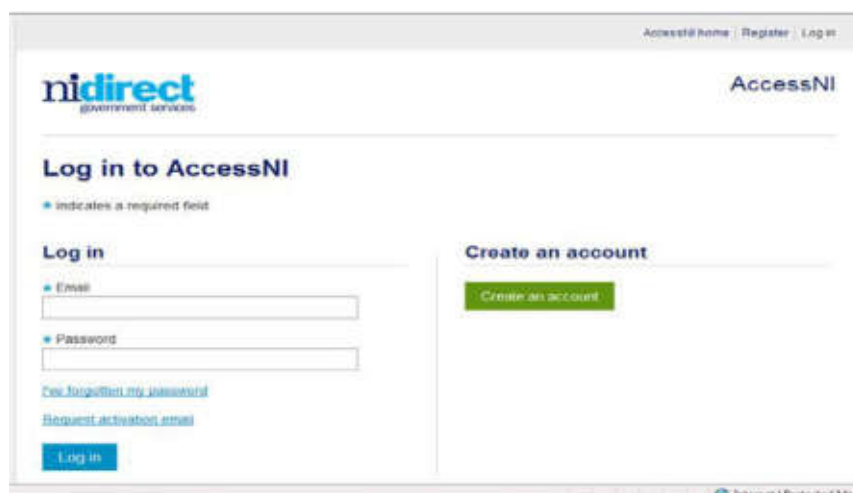 AccessNI home | Register | Log in
nidirect
government services
AccessNI
Log in to AccessNI
* indicates a required field
Log in
* Email
* Password
I've forgotten my password
Request activation email
Log in
Create an account
Create an account